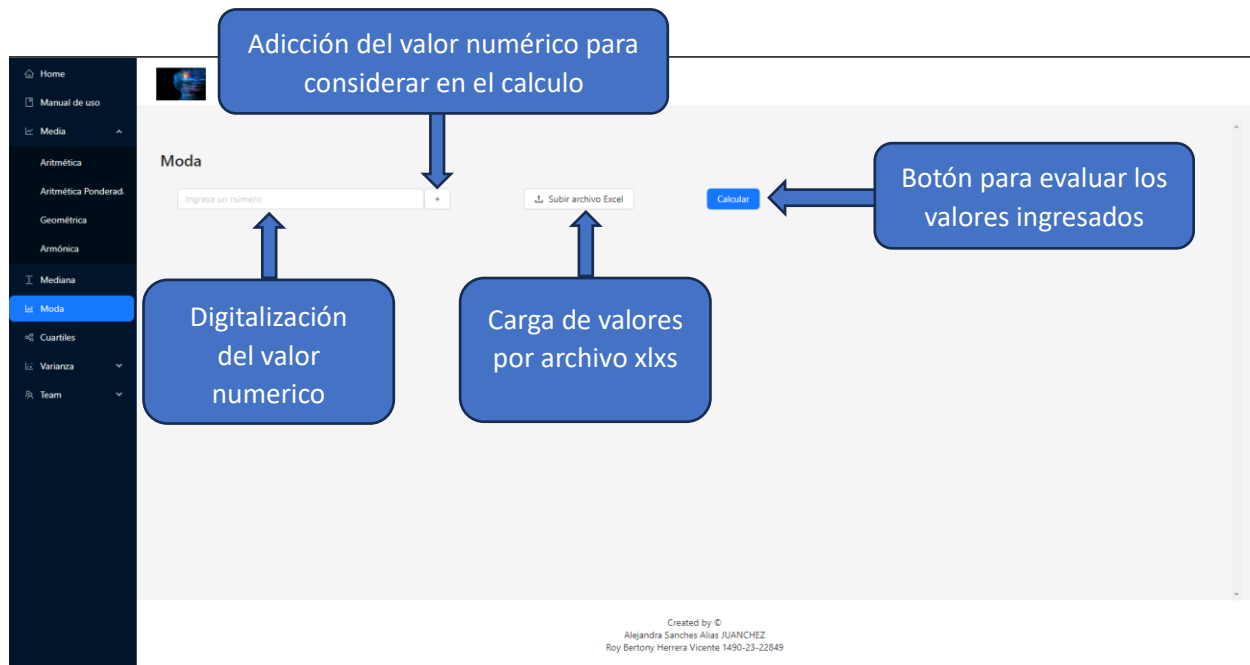 Adicción del valor numérico para
considerar en el calculo
Home
Manual de uso
Media
Aritmética
Aritmética Ponderad
Geométrica
Armónica
Mediana
Moda
Cuartiles
Varianza
Team
Moda
Ingresa un número
+
Subir archivo Excel
Calcular
Botón para evaluar los
valores ingresados
Digitalización
del valor
numerico
Carga de valores
por archivo xlxs
Created by ©
Alejandra Sanches Alias JUANCHEZ
Roy Bertony Herrera Vicente 1490-23-22849